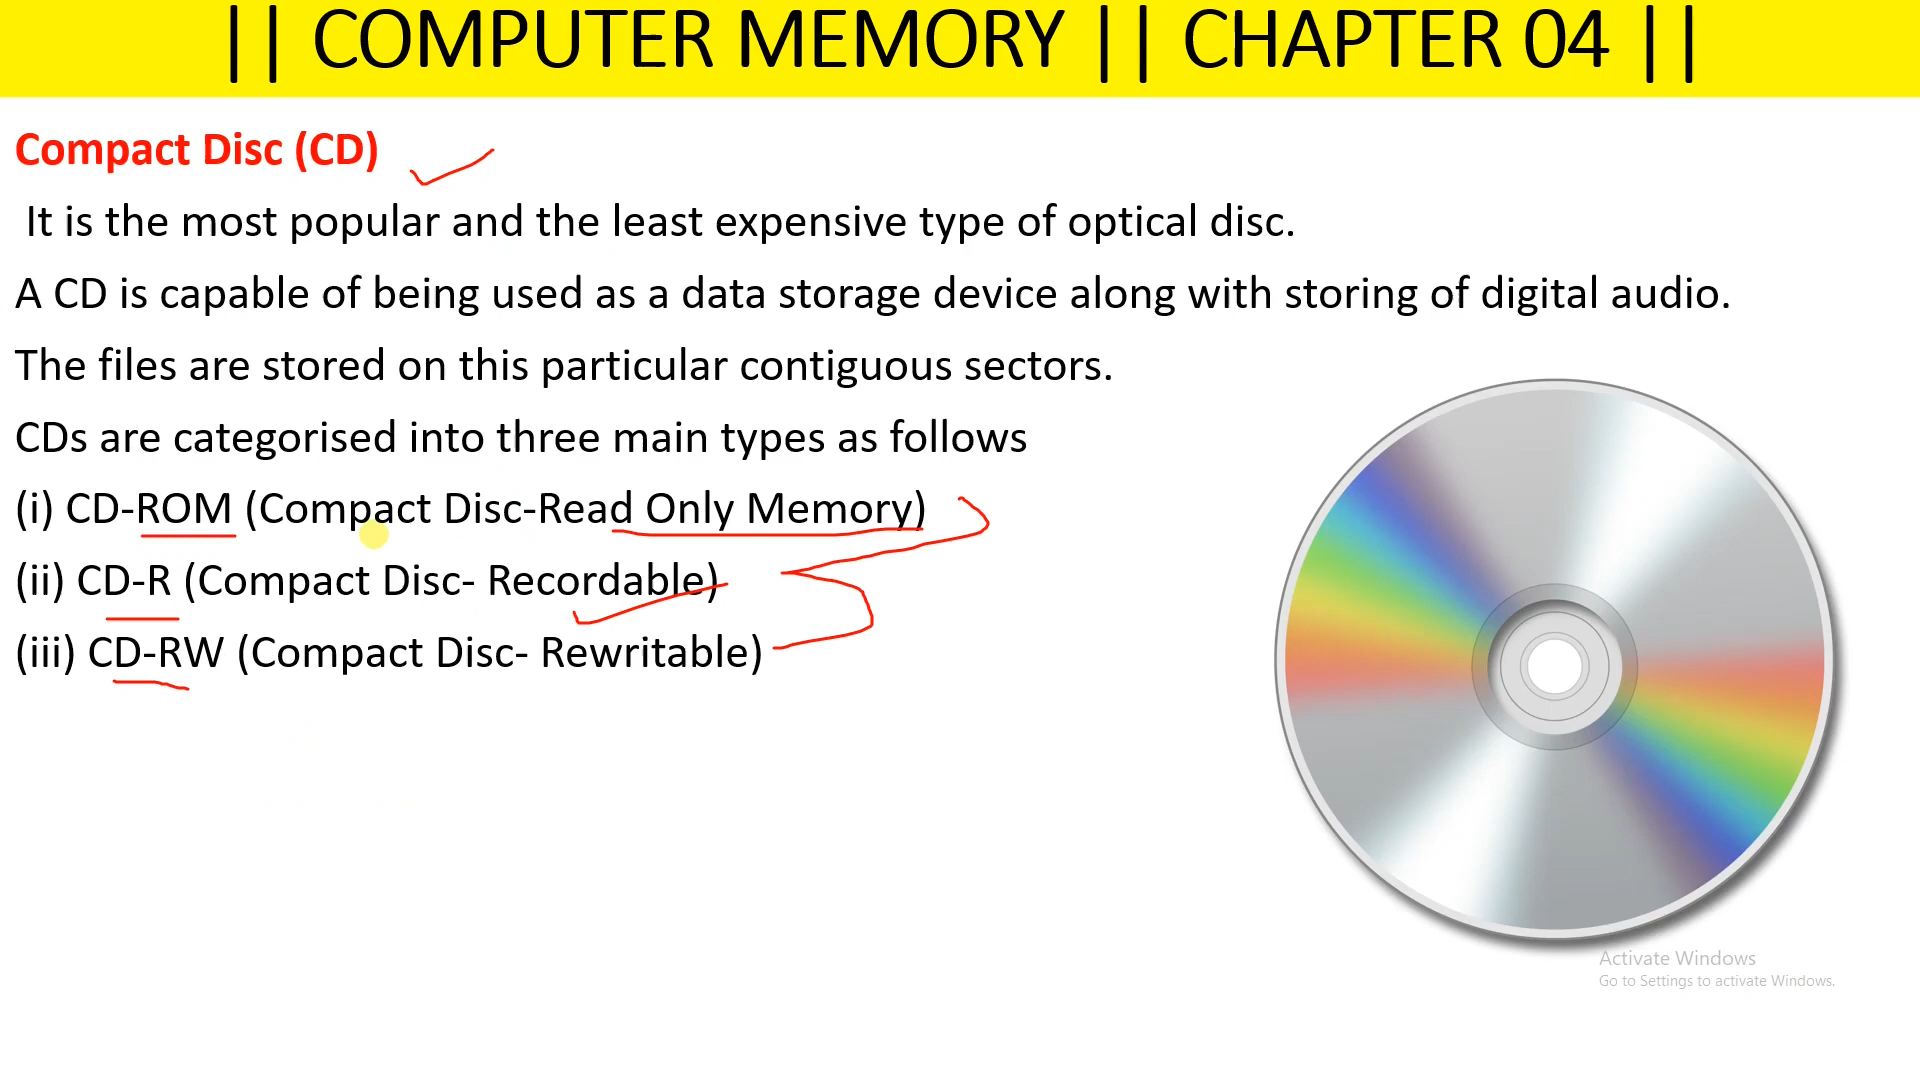 || COMPUTER MEMORY || CHAPTER 04 ||
Compact Disc (CD)
It is the most popular and the least expensive type of optical disc.
A CD is capable of being used as a data storage device along with storing of digital audio.
The files are stored on this particular contiguous sectors.
CDs are categorised into three main types as follows
(i) CD-ROM (Compact Disc-Read Only Memory)
(ii) CD-R (Compact Disc- Recordable)
(iii) CD-RW (Compact Disc- Rewritable)
Activate Windows
Go to Settings to activate Windows.